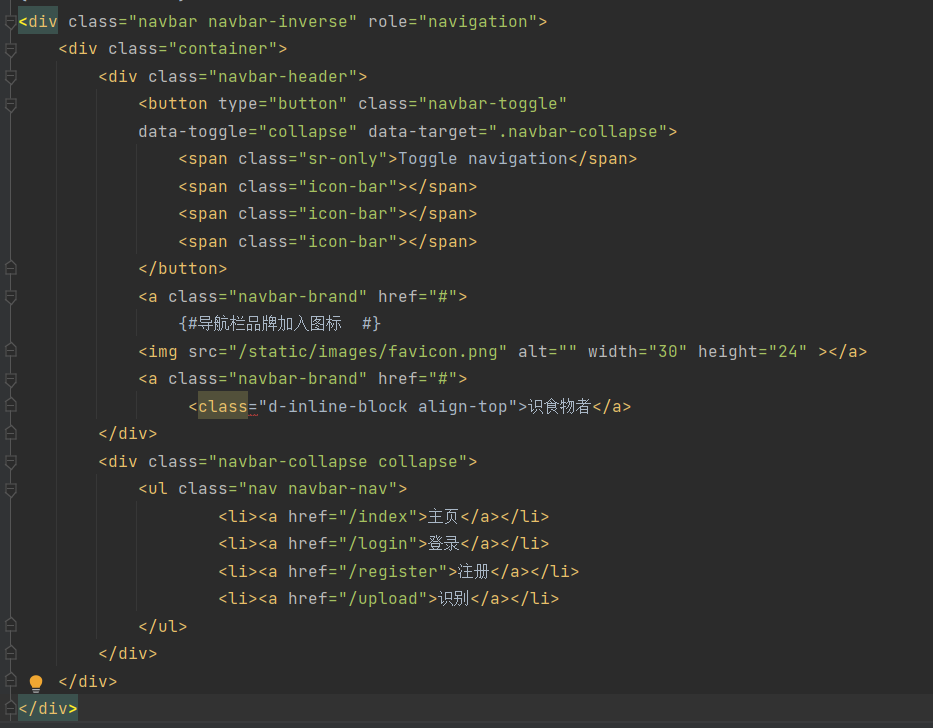 <div class="navbar navbar-inverse" role="navigation">
    <div class="container">
        <div class="navbar-header">
            <button type="button" class="navbar-toggle"
            data-toggle="collapse" data-target=".navbar-collapse">
                <span class="sr-only">Toggle navigation</span>
                <span class="icon-bar"></span>
                <span class="icon-bar"></span>
                <span class="icon-bar"></span>
            </button>
            <a class="navbar-brand" href="#">
                {#导航栏品牌加入图标  #}
            <img src="/static/images/favicon.png" alt="" width="30" height="24" ></a>
            <a class="navbar-brand" href="#">
                 <class="d-inline-block align-top">识食物者</a>
        </div>
        <div class="navbar-collapse collapse">
            <ul class="nav navbar-nav">
                    <li><a href="/index">主页</a></li>
                    <li><a href="/login">登录</a></li>
                    <li><a href="/register">注册</a></li>
                    <li><a href="/upload">识别</a></li>
            </ul>
        </div>
    </div>
</div>